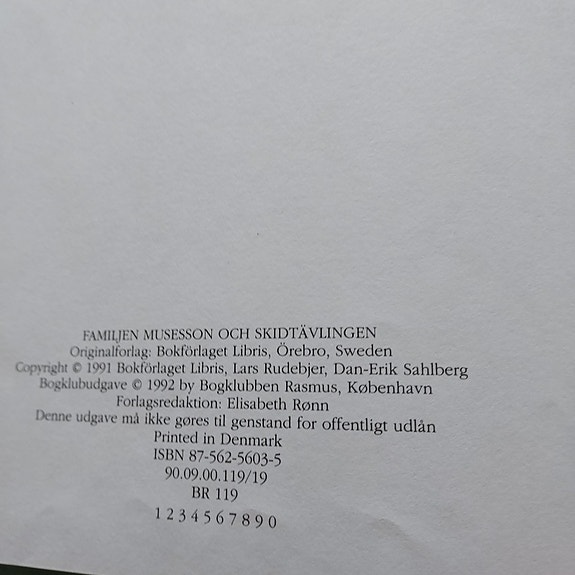 FAMILJEN MUSESSON OCH SKIDTÄVLINGEN
Originalforlag: Bokförlaget Libris, Örebro, Sweden
Copyright © 1991 Bokförlaget Libris, Lars Rudebjer, Dan-Erik Sahlberg
Bogklubudgave © 1992 by Bogklubben Rasmus, København
Forlagsredaktion: Elisabeth Rønn
Denne udgave må ikke gøres til genstand for offentligt udlån
Printed in Denmark
ISBN 87-562-5603-5
90.09.00.119/19
BR 119
1 2 3 4 5 6 7 8 9 0